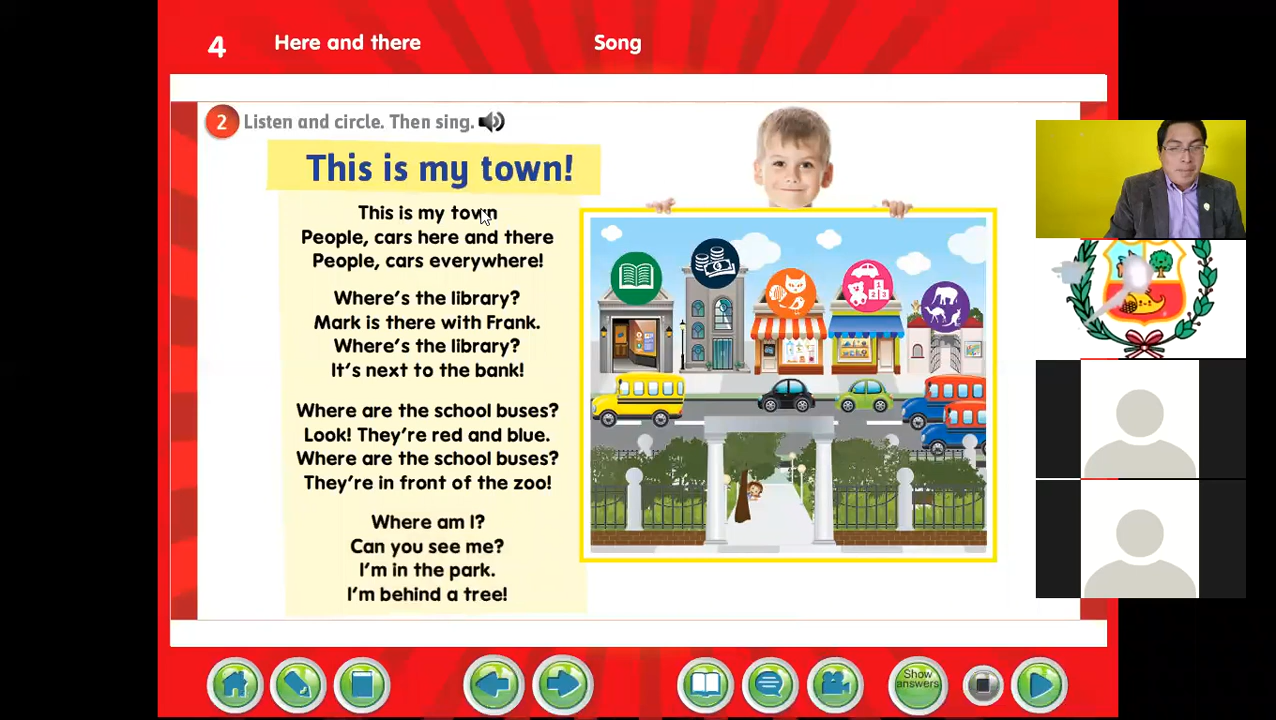 4
Here and there
Song
2
Listen and circle. Then sing.
This is my town!
This is my town
People, cars here and there
People, cars everywhere!
Where's the library?
Mark is there with Frank.
Where's the library?
It's next to the bank!
Where are the school buses?
Look! They're red and blue.
Where are the school buses?
They're in front of the zoo!
Where am I?
Can you see me?
I'm in the park.
I'm behind a tree!
Show
answers